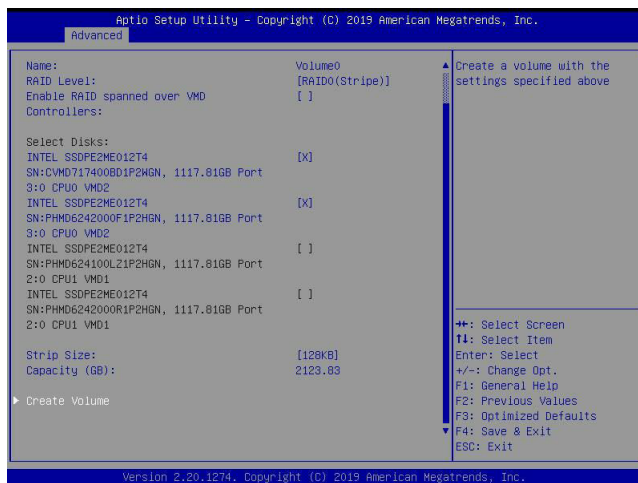 Aptio Setup Utility – Copyright (C) 2019 American Megatrends, Inc.
Advanced
Name: Volume0
RAID Level: [RAID0(Stripe)]
Enable RAID spanned over VMD [ ]
Controllers:
Select Disks:
INTEL SSDPE2ME012T4 [X]
SN:CVMD717400BD1P2WGN, 1117.81GB Port
3:0 CPU0 VMD2
INTEL SSDPE2ME012T4 [X]
SN:PHMD6242000F1P2HGN, 1117.81GB Port
3:0 CPU0 VMD2
INTEL SSDPE2ME012T4 [ ]
SN:PHMD624100LZ1P2HGN, 1117.81GB Port
2:0 CPU1 VMD1
INTEL SSDPE2ME012T4 [ ]
SN:PHMD6242000R1P2HGN, 1117.81GB Port
2:0 CPU1 VMD1
Strip Size: [128KB]
Capacity (GB): 2123.83
Create Volume
Create a volume with the
settings specified above
→←: Select Screen
↑↓: Select Item
Enter: Select
+/-: Change Opt.
F1: General Help
F2: Previous Values
F3: Optimized Defaults
F4: Save & Exit
ESC: Exit
Version 2.20.1274. Copyright (C) 2019 American Megatrends, Inc.